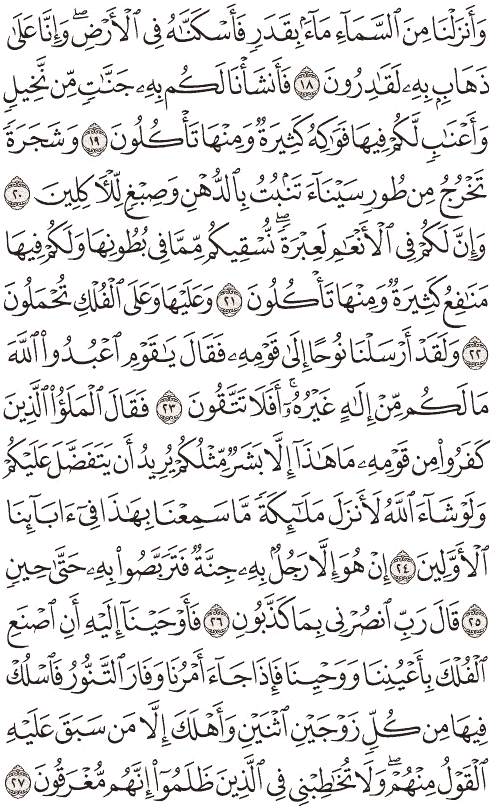 وَأَنزَلْنَا مِنَ ٱلسَّمَآءِ مَآءًۢ بِقَدَرٍ فَأَسْكَنَّٰهُ فِى ٱلْأَرْضِ ۖ وَإِنَّا عَلَىٰ
ذَهَابٍۭ بِهِۦ لَقَٰدِرُونَ ١٨ فَأَنشَأْنَا لَكُم بِهِۦ جَنَّٰتٍ مِّن نَّخِيلٍ
وَأَعْنَٰبٍ لَّكُمْ فِيهَا فَوَٰكِهُ كَثِيرَةٌ وَمِنْهَا تَأْكُلُونَ ١٩ وَشَجَرَةً
تَخْرُجُ مِن طُورِ سَيْنَآءَ تَنۢبُتُ بِٱلدُّهْنِ وَصِبْغٍ لِّلْءَاكِلِينَ ٢٠
وَإِنَّ لَكُمْ فِى ٱلْأَنْعَٰمِ لَعِبْرَةً ۖ نُّسْقِيكُم مِّمَّا فِى بُطُونِهَا وَلَكُمْ فِيهَا
مَنَٰفِعُ كَثِيرَةٌ وَمِنْهَا تَأْكُلُونَ ٢١ وَعَلَيْهَا وَعَلَى ٱلْفُلْكِ تُحْمَلُونَ
٢٢ وَلَقَدْ أَرْسَلْنَا نُوحًا إِلَىٰ قَوْمِهِۦ فَقَالَ يَٰقَوْمِ ٱعْبُدُوا۟ ٱللَّهَ
مَا لَكُم مِّنْ إِلَٰهٍ غَيْرُهُۥٓ ۚ أَفَلَا تَتَّقُونَ ٢٣ فَقَالَ ٱلْمَلَؤُا۟ ٱلَّذِينَ
كَفَرُوا۟ مِن قَوْمِهِۦ مَا هَٰذَآ إِلَّا بَشَرٌ مِّثْلُكُمْ يُرِيدُ أَن يَتَفَضَّلَ عَلَيْكُمْ
وَلَوْ شَآءَ ٱللَّهُ لَأَنزَلَ مَلَٰٓئِكَةً مَّا سَمِعْنَا بِهَٰذَا فِىٓ ءَابَآئِنَا
ٱلْأَوَّلِينَ ٢٤ إِنْ هُوَ إِلَّا رَجُلٌۢ بِهِۦ جِنَّةٌ فَتَرَبَّصُوا۟ بِهِۦ حَتَّىٰ حِينٍ
٢٥ قَالَ رَبِّ ٱنصُرْنِى بِمَا كَذَّبُونِ ٢٦ فَأَوْحَيْنَآ إِلَيْهِ أَنِ ٱصْنَعِ
ٱلْفُلْكَ بِأَعْيُنِنَا وَوَحْيِنَا فَإِذَا جَآءَ أَمْرُنَا وَفَارَ ٱلتَّنُّورُ فَٱسْلُكْ
فِيهَا مِن كُلٍّ زَوْجَيْنِ ٱثْنَيْنِ وَأَهْلَكَ إِلَّا مَن سَبَقَ عَلَيْهِ
ٱلْقَوْلُ مِنْهُمْ ۖ وَلَا تُخَٰطِبْنِى فِى ٱلَّذِينَ ظَلَمُوٓا۟ إِنَّهُم مُّغْرَقُونَ ٢٧